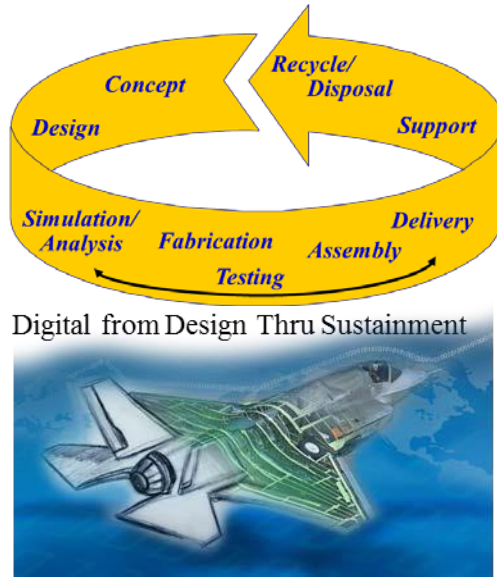 Concept
Design
Simulation/
Analysis
Fabrication
Testing
Assembly
Delivery
Support
Recycle/
Disposal
Digital from Design Thru Sustainment